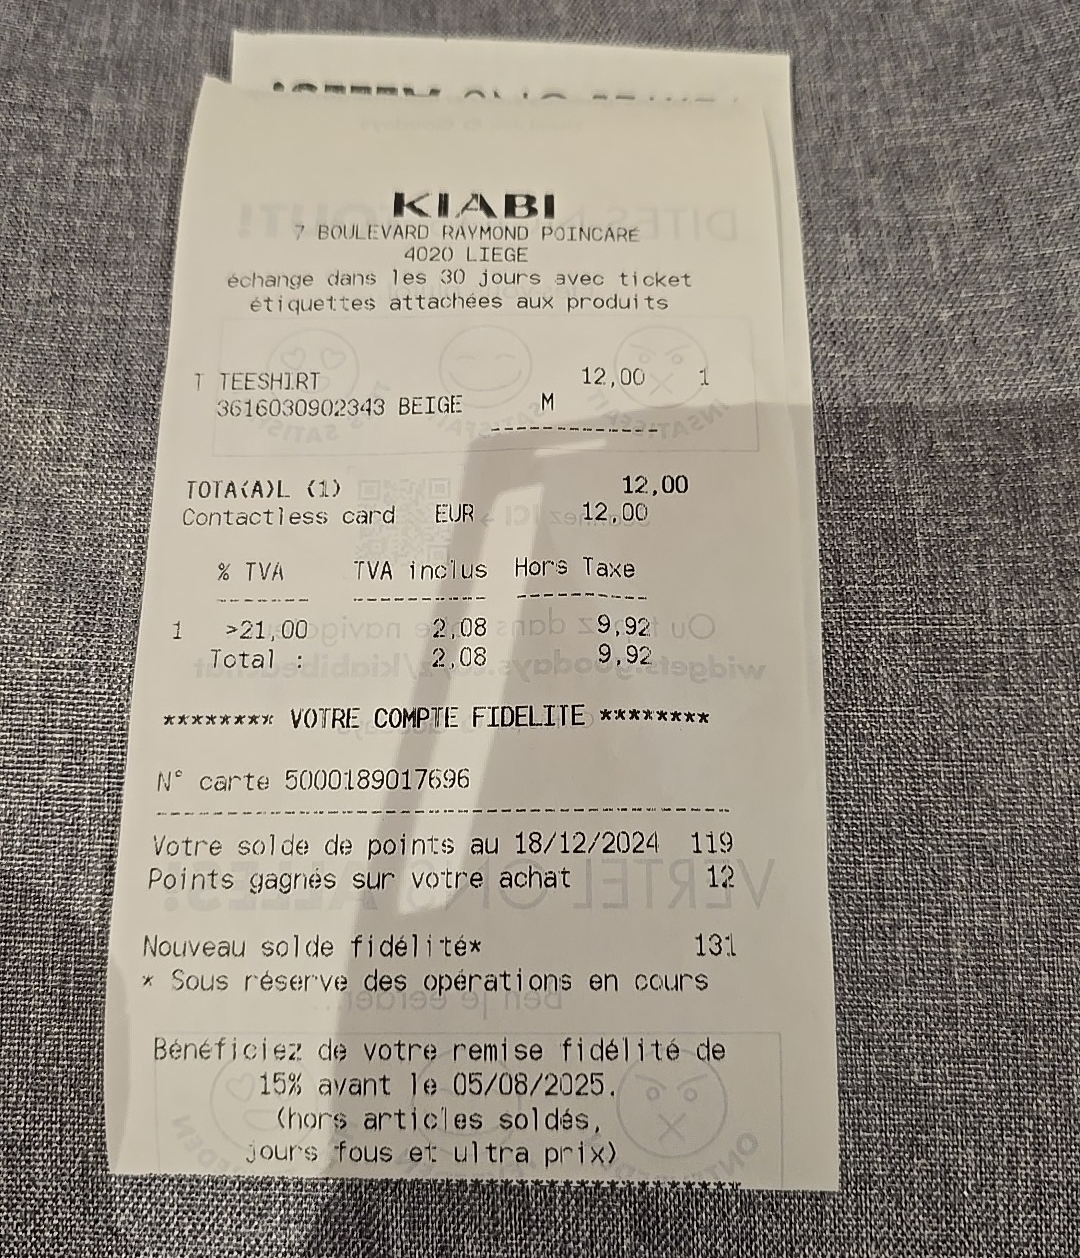 KIABI
7 BOULEVARD RAYMOND POINCARE
4020 LIEGE
échange dans les 30 jours avec ticket
étiquettes attachées aux produits
T TEESHIRT 12,00 1
3616030902343 BEIGE M
TOTA(A)L (1) 12,00
Contactless card EUR 12,00
% TVA TVA inclus Hors Taxe
1 >21,00 2,08 9,92
Total : 2,08 9,92
******** VOTRE COMPTE FIDELITE ********
N° carte 5000189017696
Votre solde de points au 18/12/2024 119
Points gagnés sur votre achat 12
Nouveau solde fidélité* 131
* Sous réserve des opérations en cours
Bénéficiez de votre remise fidélité de
15% avant le 05/08/2025.
(hors articles soldés,
jours fous et ultra prix)